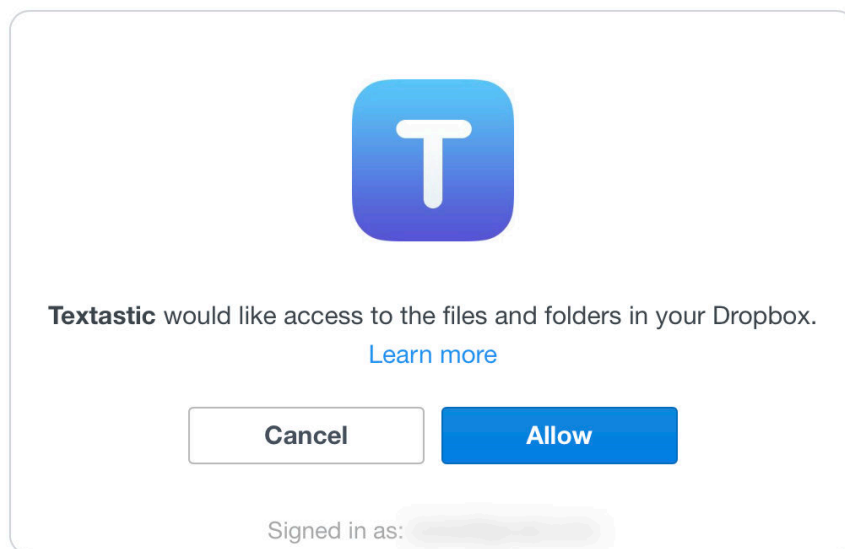 T
Textastic would like access to the files and folders in your Dropbox.
Learn more
Cancel
Allow
Signed in as: